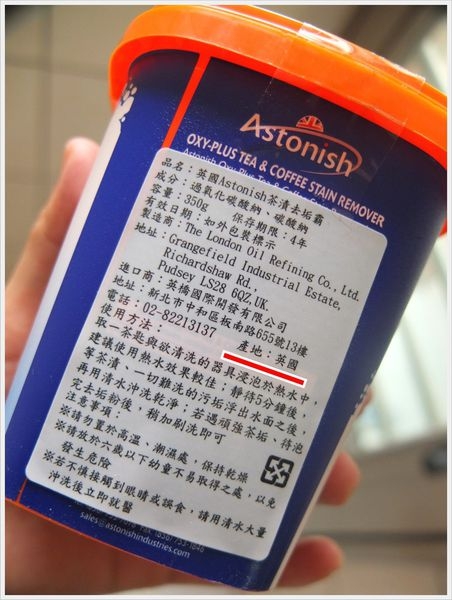 Astonish
OXY-PLUS TEA & COFFEE STAIN REMOVER
品名：英國Astonish茶漬去垢霸
成分：過氧化碳酸鈉、碳酸鈉
容量：350g 保存期限：4年
有效日期：如外包裝標示
製造商：The London Oil Refining Co., Ltd.
地址：Grangefield Industrial Estate,
Richardshaw Rd.
Pudsey LS28 6QZ,UK.
進口商：英橋國際開發有限公司
地址：新北市中和區板南路655號13樓
電話：02-82213137 產地：英國
使用方法：
取一茶匙與欲清洗的器具浸泡於熱水中，
建議使用熱水效果較佳；靜待5分鐘後，
等茶漬、一切難洗的污垢浮出水面之後，
再用清水沖洗乾淨；若遇頑強茶垢、待泡
完去垢粉後，稍加刷洗即可
注意事項：
※請勿置於高溫、潮濕處，保持乾燥
※請放於六歲以下幼童不易取得之處，以免
發生危險
※若不慎接觸到眼睛或誤食，請用清水大量
沖洗後立即就醫
sales@astonishindustries.com